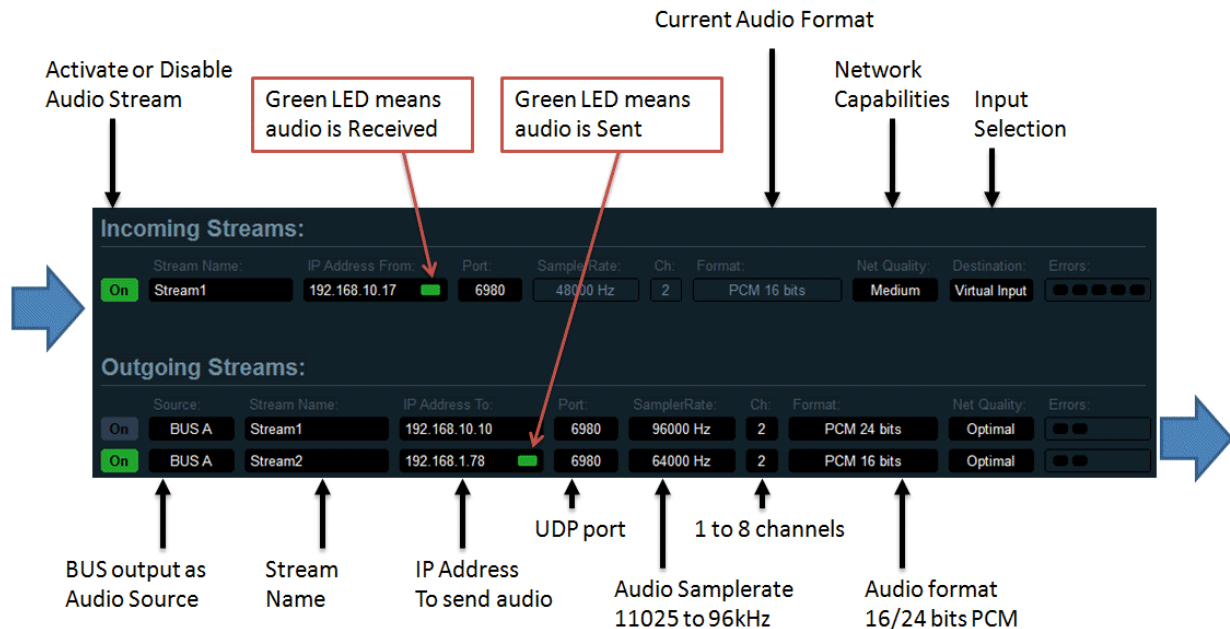 Current Audio Format
Activate or Disable
Audio Stream
Green LED means
audio is Received
Green LED means
audio is Sent
Network
Capabilities
Input
Selection
Incoming Streams:
Stream Name: IP Address From: Port: SampleRate: Ch: Format: Net Quality: Destination: Errors:
On Stream1 192.168.10.17 6980 48000 Hz 2 PCM 16 bits Medium Virtual Input
Outgoing Streams:
Source: Stream Name: IP Address To: Port: SamplerRate: Ch: Format: Net Quality: Errors:
On BUS A Stream1 192.168.10.10 6980 96000 Hz 2 PCM 24 bits Optimal
On BUS A Stream2 192.168.1.78 6980 64000 Hz 2 PCM 16 bits Optimal
UDP port
1 to 8 channels
BUS output as
Audio Source
Stream
Name
IP Address
To send audio
Audio Samplerate
11025 to 96kHz
Audio format
16/24 bits PCM